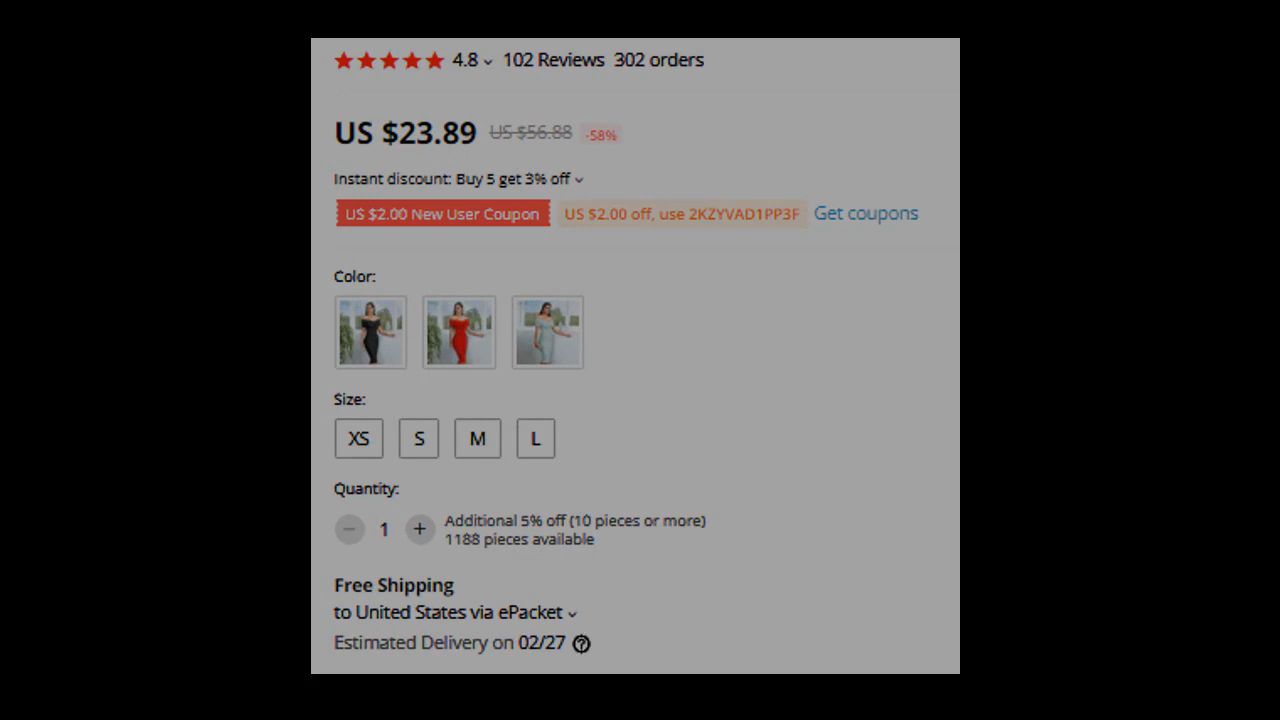 4.8 102 Reviews 302 orders
US $23.89 US $56.88 -58%
Instant discount: Buy 5 get 3% off
US $2.00 New User Coupon US $2.00 off, use 2KZYVAD1PP3F Get coupons
Color:
Size:
XS S M L
Quantity:
− 1 + Additional 5% off (10 pieces or more)
1188 pieces available
Free Shipping
to United States via ePacket
Estimated Delivery on 02/27 ?